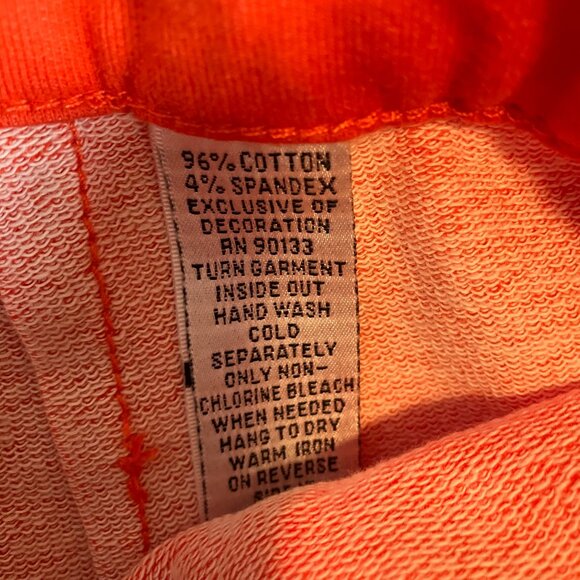 96% COTTON
4% SPANDEX
EXCLUSIVE OF
DECORATION
RN 90133
TURN GARMENT
INSIDE OUT
HAND WASH
COLD
SEPARATELY
ONLY NON-
CHLORINE BLEACH
WHEN NEEDED
HANG TO DRY
WARM IRON
ON REVERSE